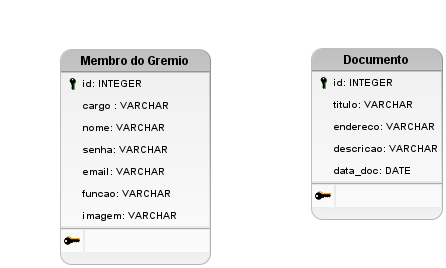 Membro do Gremio
id: INTEGER
cargo : VARCHAR
nome: VARCHAR
senha: VARCHAR
email: VARCHAR
funcao: VARCHAR
imagem: VARCHAR
Documento
id: INTEGER
titulo: VARCHAR
endereco: VARCHAR
descricao: VARCHAR
data_doc: DATE